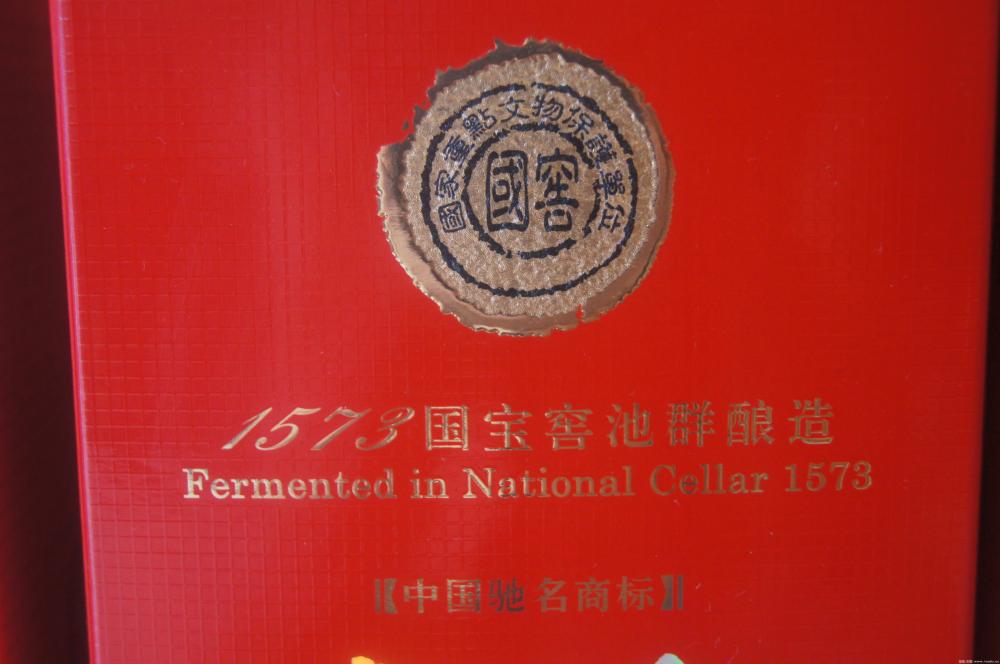 國家重點文物保護單位
國窖
1573国宝窖池群酿造
Fermented in National Cellar 1573
【中国驰名商标】